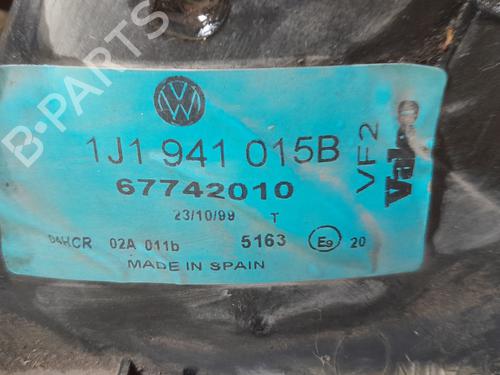 B-PARTS
1J1 941 015B
67742010
23/10/99 T
04HCR 02A 011b 5163 E9 20
MADE IN SPAIN
VF2
Valeo